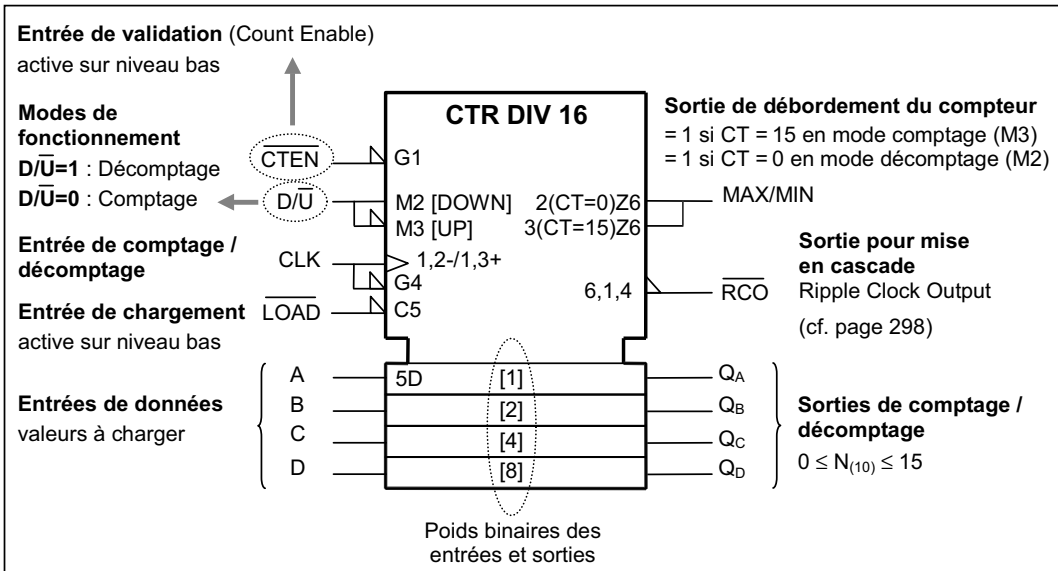 Entrée de validation (Count Enable)
active sur niveau bas
Modes de
fonctionnement
D/U̅=1 : Décomptage
D/U̅=0 : Comptage
Entrée de comptage /
décomptage
Entrée de chargement
active sur niveau bas
Entrées de données
valeurs à charger
C̅T̅E̅N̅
D/U̅
CLK
L̅O̅A̅D̅
A
B
C
D
CTR DIV 16
G1
M2 [DOWN]
M3 [UP]
1,2-/1,3+
G4
C5
2(CT=0)Z6
3(CT=15)Z6
6,1,4
5D
[1]
[2]
[4]
[8]
Poids binaires des
entrées et sorties
Sortie de débordement du compteur
= 1 si CT = 15 en mode comptage (M3)
= 1 si CT = 0 en mode décomptage (M2)
MAX/MIN
Sortie pour mise
en cascade
R̅C̅O̅
Ripple Clock Output
(cf. page 298)
QA
QB
QC
QD
Sorties de comptage /
décomptage
0 ≤ N(10) ≤ 15